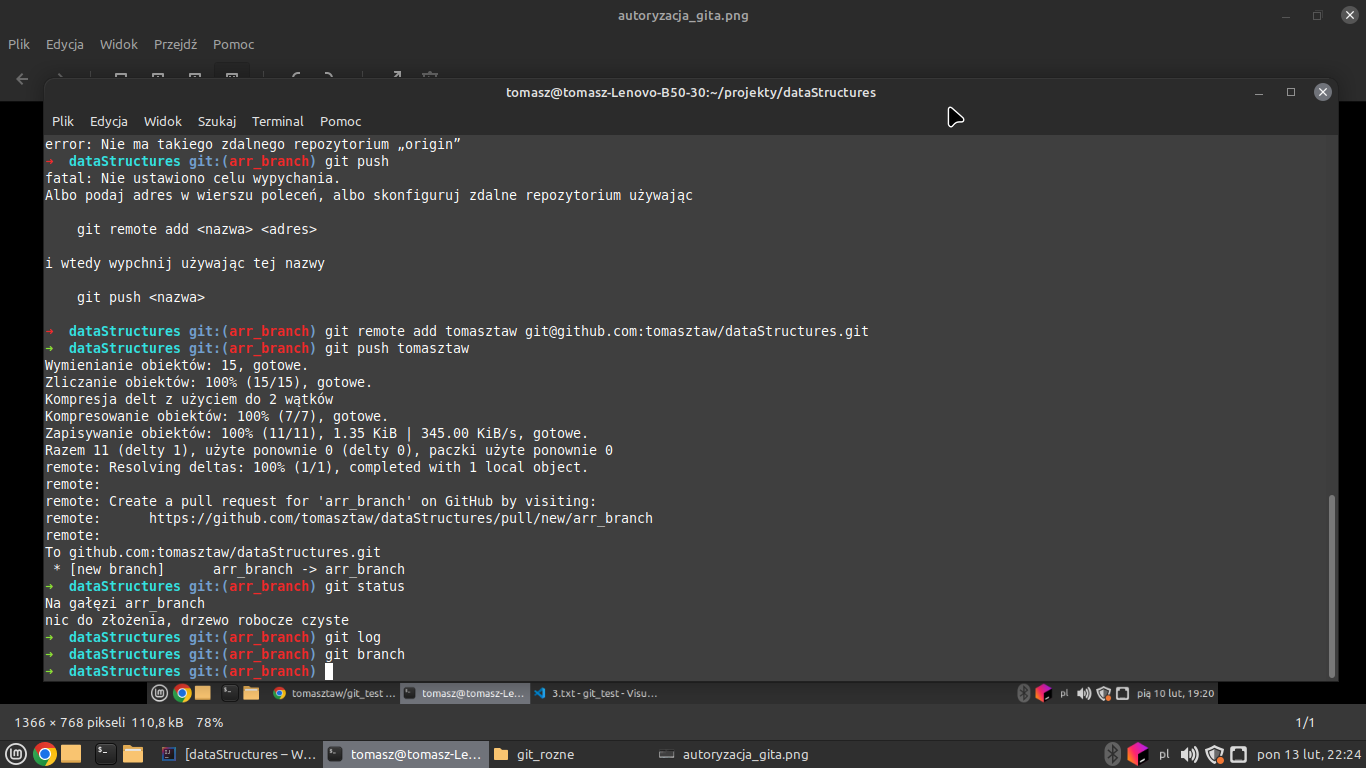 autoryzacja_gita.png
Plik Edycja Widok Przejdź Pomoc
tomasz@tomasz-Lenovo-B50-30:~/projekty/dataStructures
Plik Edycja Widok Szukaj Terminal Pomoc
error: Nie ma takiego zdalnego repozytorium „origin”
➜ dataStructures git:(arr_branch) git push
fatal: Nie ustawiono celu wypychania.
Albo podaj adres w wierszu poleceń, albo skonfiguruj zdalne repozytorium używając
git remote add <nazwa> <adres>
i wtedy wypchnij używając tej nazwy
git push <nazwa>
➜ dataStructures git:(arr_branch) git remote add tomasztaw git@github.com:tomasztaw/dataStructures.git
➜ dataStructures git:(arr_branch) git push tomasztaw
Wymienianie obiektów: 15, gotowe.
Zliczanie obiektów: 100% (15/15), gotowe.
Kompresja delt z użyciem do 2 wątków
Kompresowanie obiektów: 100% (7/7), gotowe.
Zapisywanie obiektów: 100% (11/11), 1.35 KiB | 345.00 KiB/s, gotowe.
Razem 11 (delty 1), użyte ponownie 0 (delty 0), paczki użyte ponownie 0
remote: Resolving deltas: 100% (1/1), completed with 1 local object.
remote:
remote: Create a pull request for 'arr_branch' on GitHub by visiting:
remote: https://github.com/tomasztaw/dataStructures/pull/new/arr_branch
remote:
To github.com:tomasztaw/dataStructures.git
* [new branch] arr_branch -> arr_branch
➜ dataStructures git:(arr_branch) git status
Na gałęzi arr_branch
nic do złożenia, drzewo robocze czyste
➜ dataStructures git:(arr_branch) git log
➜ dataStructures git:(arr_branch) git branch
➜ dataStructures git:(arr_branch)
tomasztaw/git_test ... tomasz@tomasz-Le... 3.txt - git_test - Visu... pl pią 10 lut, 19:20
1366 × 768 pikseli 110,8 kB 78% 1/1
[dataStructures – W... tomasz@tomasz-Le... git_rozne autoryzacja_gita.png pl pon 13 lut, 22:24